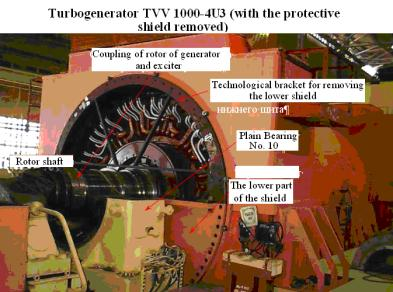 Turbogenerator TVV 1000-4U3 (with the protective
shield removed)
Coupling of rotor of generator
and exciter
Technological bracket for removing
the lower shield
нижнего щита¶
Plain Bearing
No. 10
Rotor shaft
The lower part
of the shield